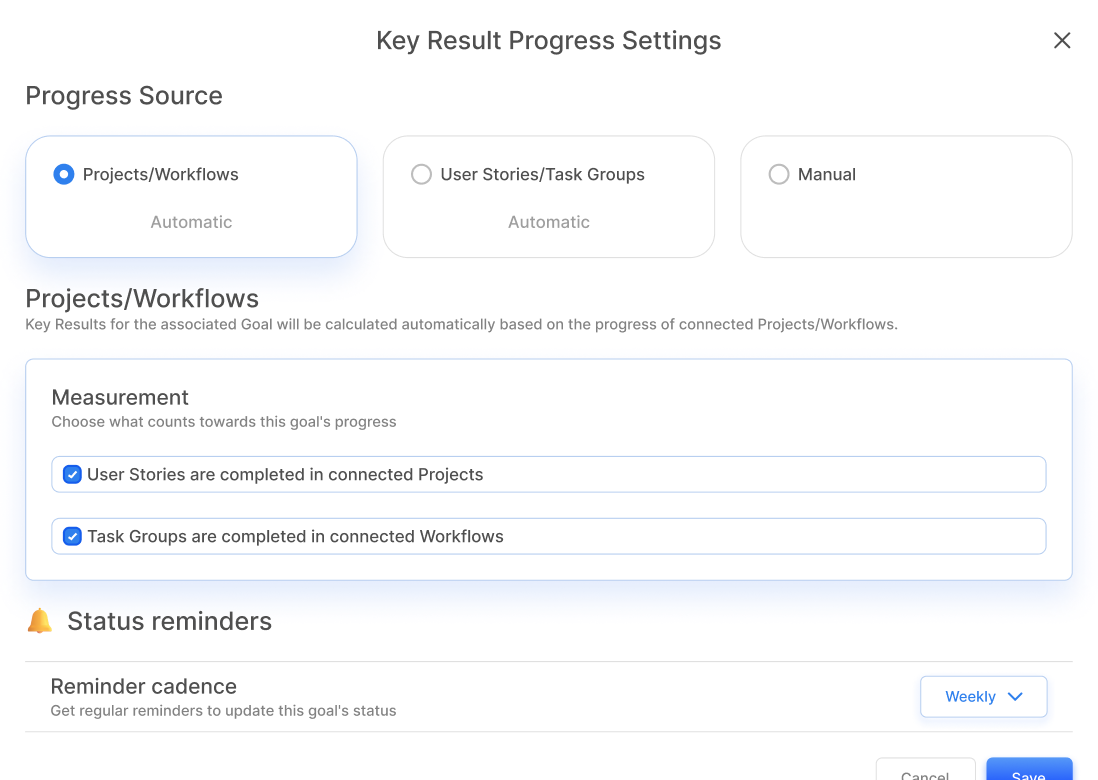 Key Result Progress Settings
Progress Source
Projects/Workflows
Automatic
User Stories/Task Groups
Automatic
Manual
Projects/Workflows
Key Results for the associated Goal will be calculated automatically based on the progress of connected Projects/Workflows.
Measurement
Choose what counts towards this goal's progress
User Stories are completed in connected Projects
Task Groups are completed in connected Workflows
Status reminders
Reminder cadence
Get regular reminders to update this goal's status
Weekly
Cancel
Save